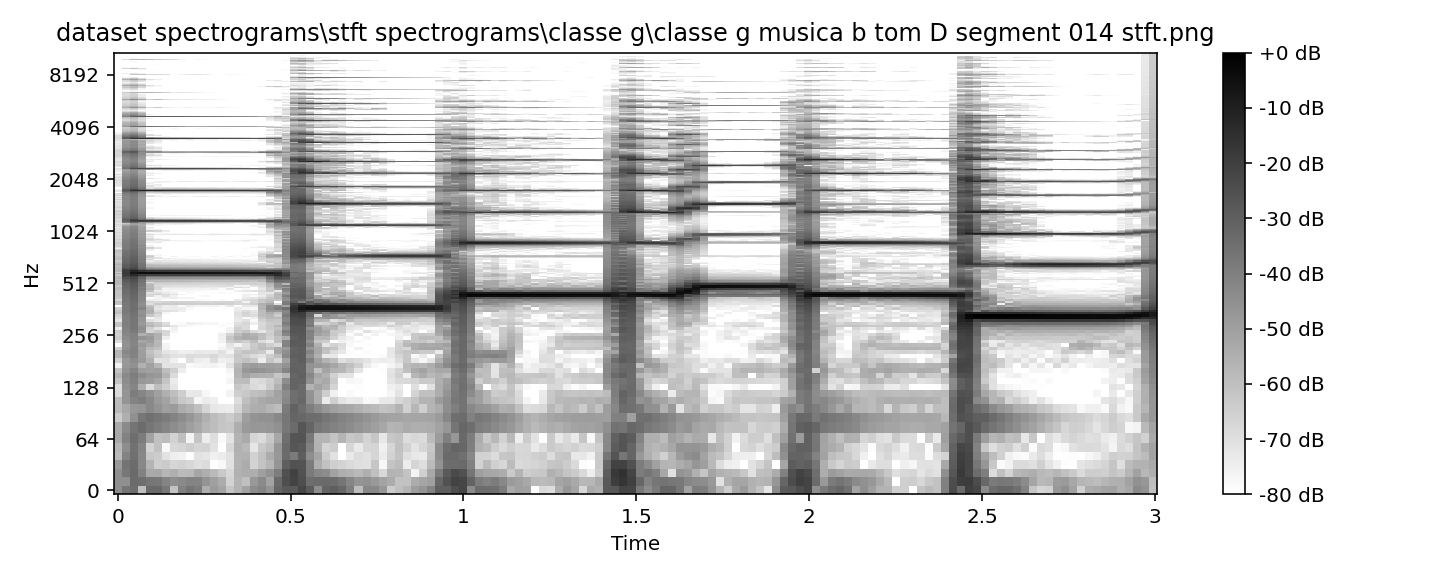 dataset spectrograms\stft spectrograms\classe g\classe g musica b tom D segment 014 stft.png
8192
4096
2048
1024
512
256
128
64
0
Hz
0
0.5
1
1.5
2
2.5
3
Time
+0 dB
-10 dB
-20 dB
-30 dB
-40 dB
-50 dB
-60 dB
-70 dB
-80 dB